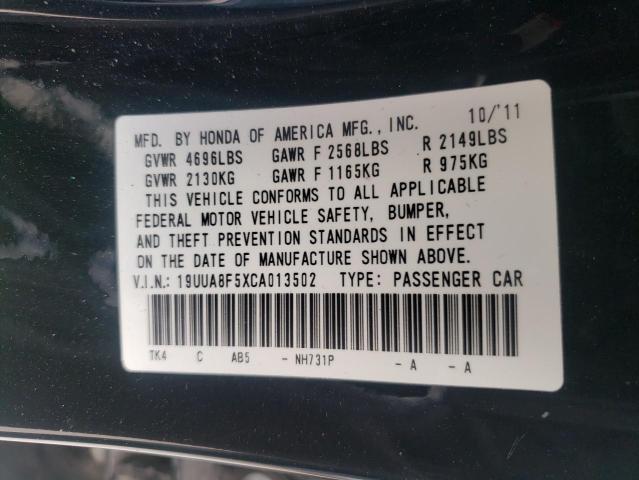 10/'11
MFD. BY HONDA OF AMERICA MFG., INC.
GVWR 4696LBS GAWR F 2568LBS R 2149LBS
GVWR 2130KG GAWR F 1165KG R 975KG
THIS VEHICLE CONFORMS TO ALL APPLICABLE
FEDERAL MOTOR VEHICLE SAFETY, BUMPER,
AND THEFT PREVENTION STANDARDS IN EFFECT
ON THE DATE OF MANUFACTURE SHOWN ABOVE.
V.I.N.: 19UUA8F5XCA013502 TYPE: PASSENGER CAR
TK4 C AB5 - NH731P - A - A